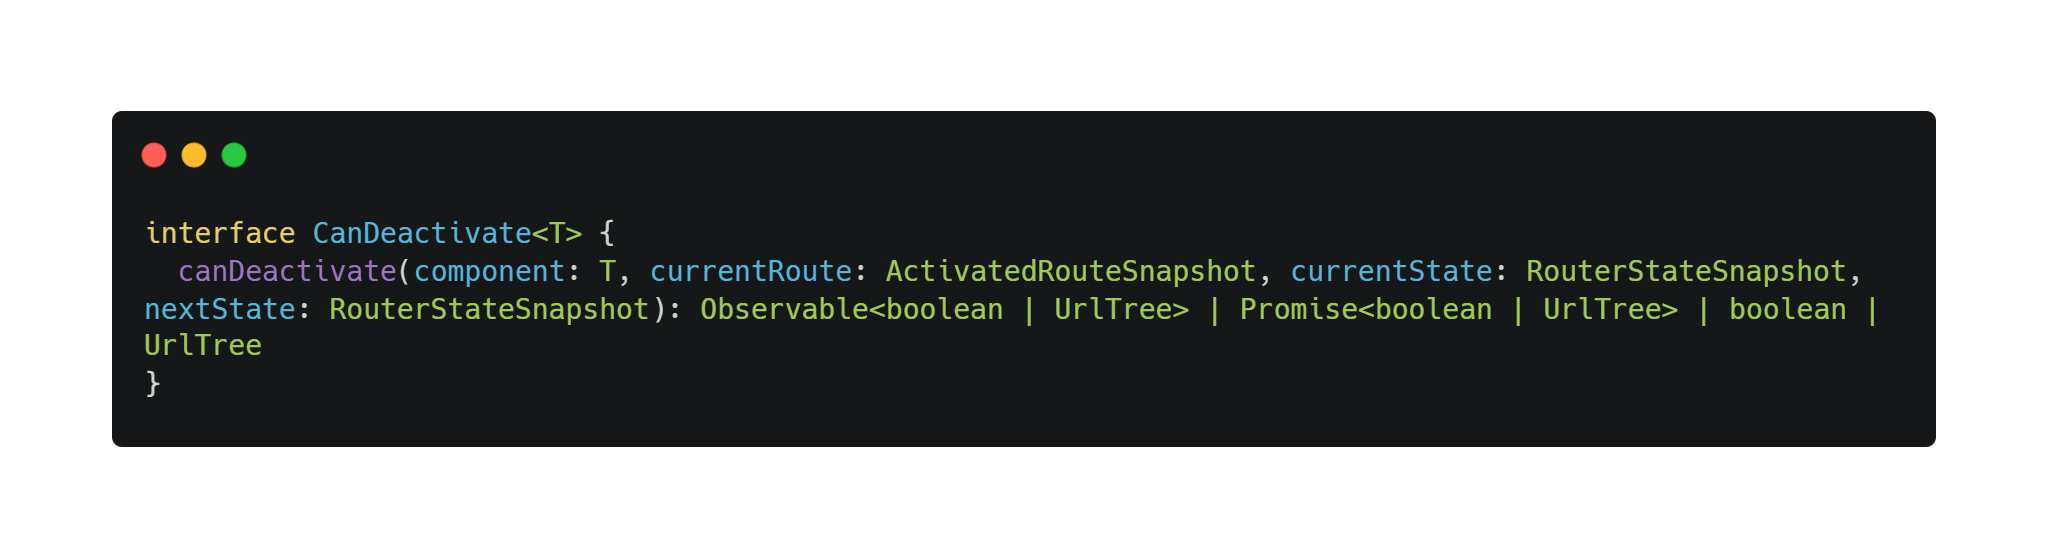 interface CanDeactivate<T> {
  canDeactivate(component: T, currentRoute: ActivatedRouteSnapshot, currentState: RouterStateSnapshot,
nextState: RouterStateSnapshot): Observable<boolean | UrlTree> | Promise<boolean | UrlTree> | boolean |
UrlTree
}